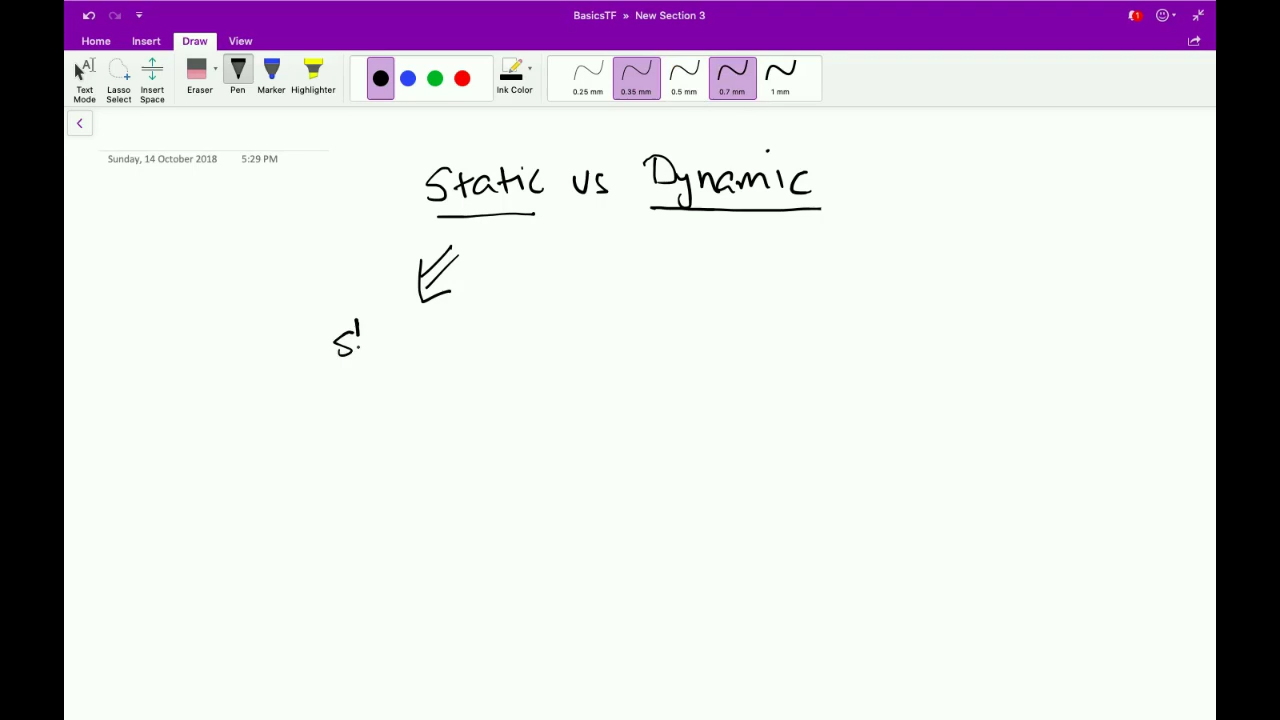 BasicsTF » New Section 3
1
Home Insert Draw View
Text Mode Lasso Select Insert Space Eraser Pen Marker Highlighter Ink Color 0.25 mm 0.35 mm 0.5 mm 0.7 mm 1 mm
Sunday, 14 October 2018 5:29 PM
Static vs Dynamic